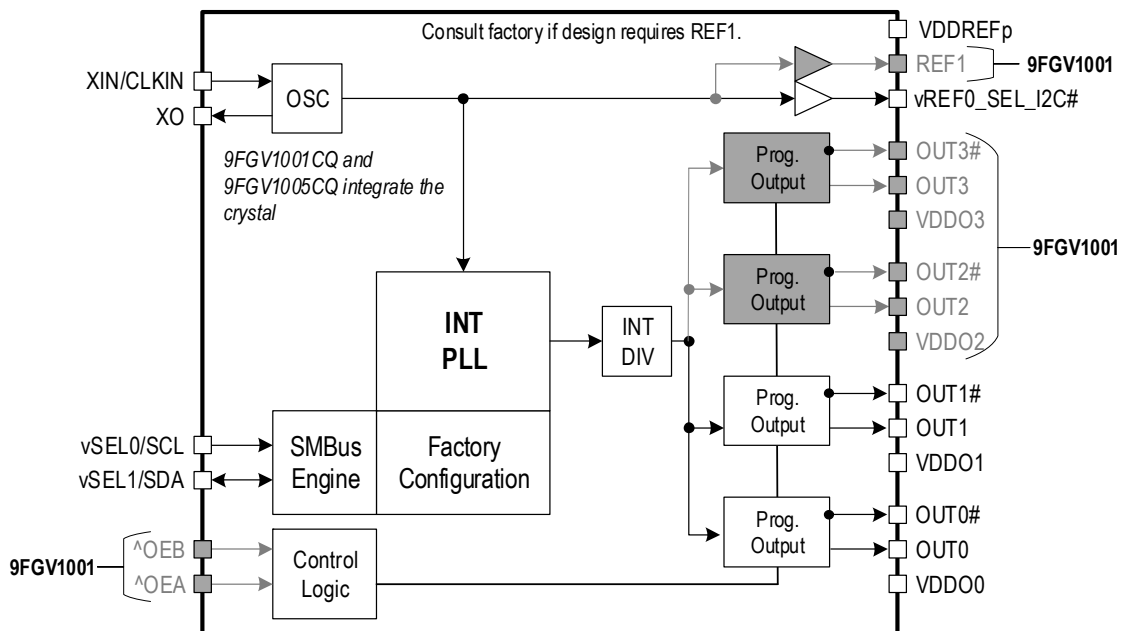 Consult factory if design requires REF1.
VDDREFp
REF1
9FGV1001
vREF0_SEL_I2C#
XIN/CLKIN
XO
OSC
9FGV1001CQ and
9FGV1005CQ integrate the
crystal
Prog.
Output
OUT3#
OUT3
VDDO3
9FGV1001
Prog.
Output
OUT2#
OUT2
VDDO2
INT
PLL
INT
DIV
Prog.
Output
OUT1#
OUT1
VDDO1
vSEL0/SCL
vSEL1/SDA
SMBus
Engine
Factory
Configuration
Prog.
Output
OUT0#
OUT0
VDDO0
9FGV1001
^OEB
^OEA
Control
Logic